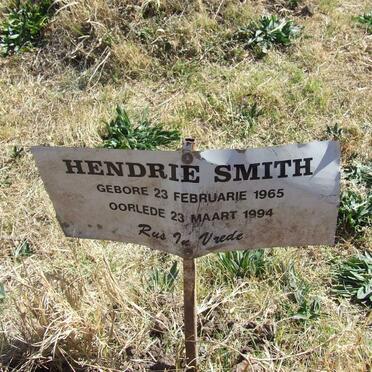 HENDRIE SMITH
GEBORE 23 FEBRUARIE 1965
OORLEDE 23 MAART 1994
Rus In Vrede